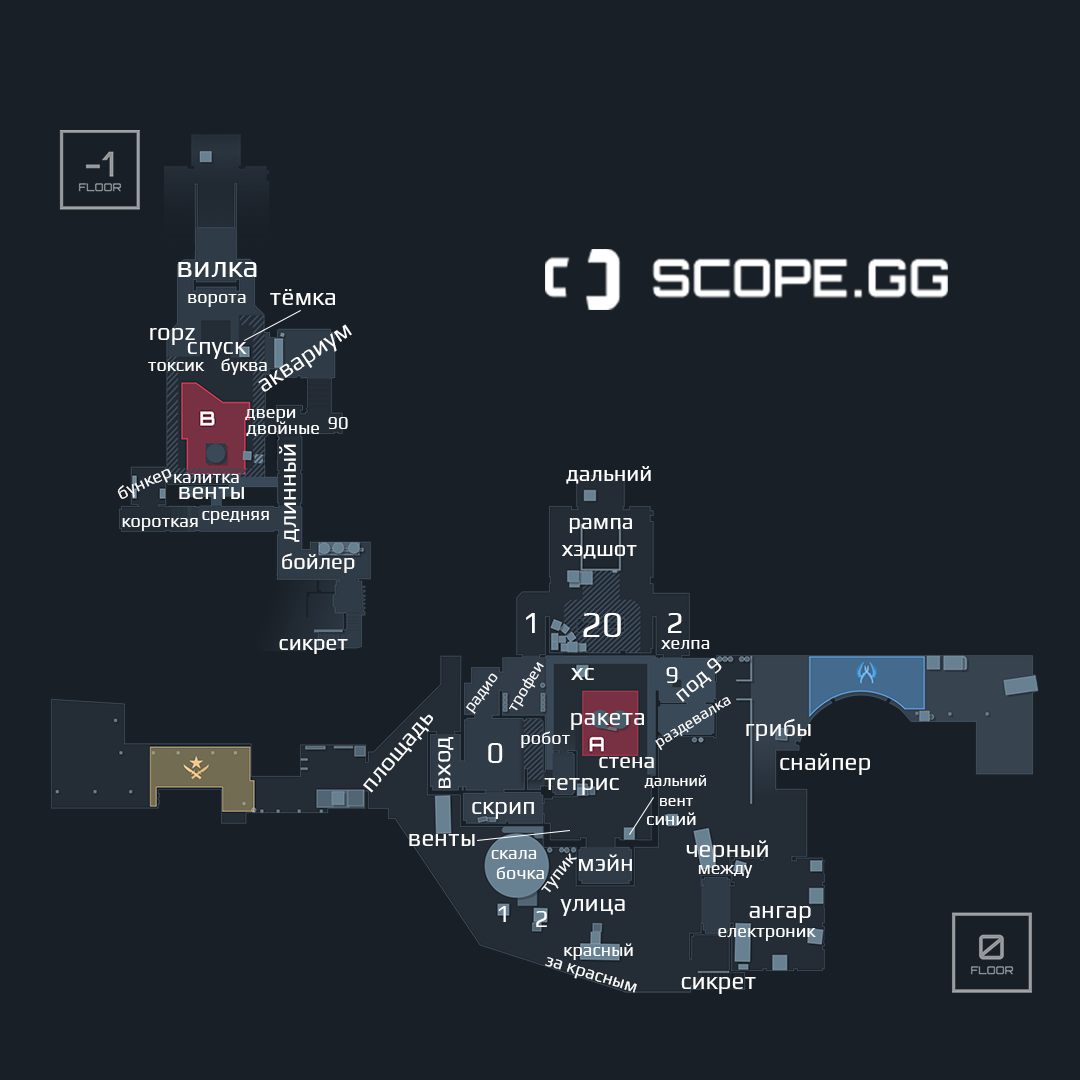 -1
FLOOR
SCOPE.GG
вилка
ворота
тёмка
ropz
спуск
токсик
буква
аквариум
B
двери
двойные
90
бункер
калитка
венты
короткая
средняя
длинный
бойлер
сикрет
дальний
рампа
хэдшот
1
20
2
хелпа
радио
трофеи
хс
9
под 9
ракета
A
раздевалка
грибы
снайпер
площадь
вход
0
робот
стена
тетрис
дальний
вент
синий
скрип
венты
скала
бочка
тупик
мэйн
черный
между
1
2
улица
ангар
електроник
красный
за красным
сикрет
0
FLOOR